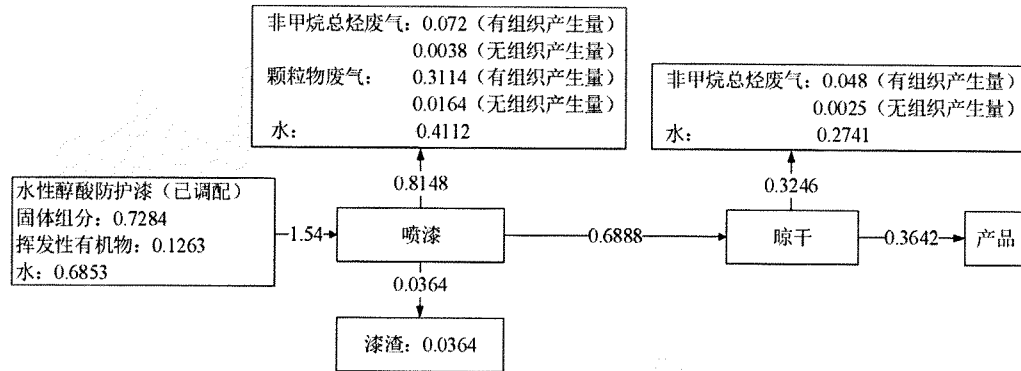 非甲烷总烃废气：0.072（有组织产生量）
0.0038（无组织产生量）
颗粒物废气： 0.3114（有组织产生量）
0.0164（无组织产生量）
水： 0.4112
非甲烷总烃废气：0.048（有组织产生量）
0.0025（无组织产生量）
水： 0.2741
0.8148
0.3246
水性醇酸防护漆（已调配）
固体组分：0.7284
挥发性有机物：0.1263
水：0.6853
1.54
喷漆
0.6888
晾干
0.3642
产品
0.0364
漆渣：0.0364